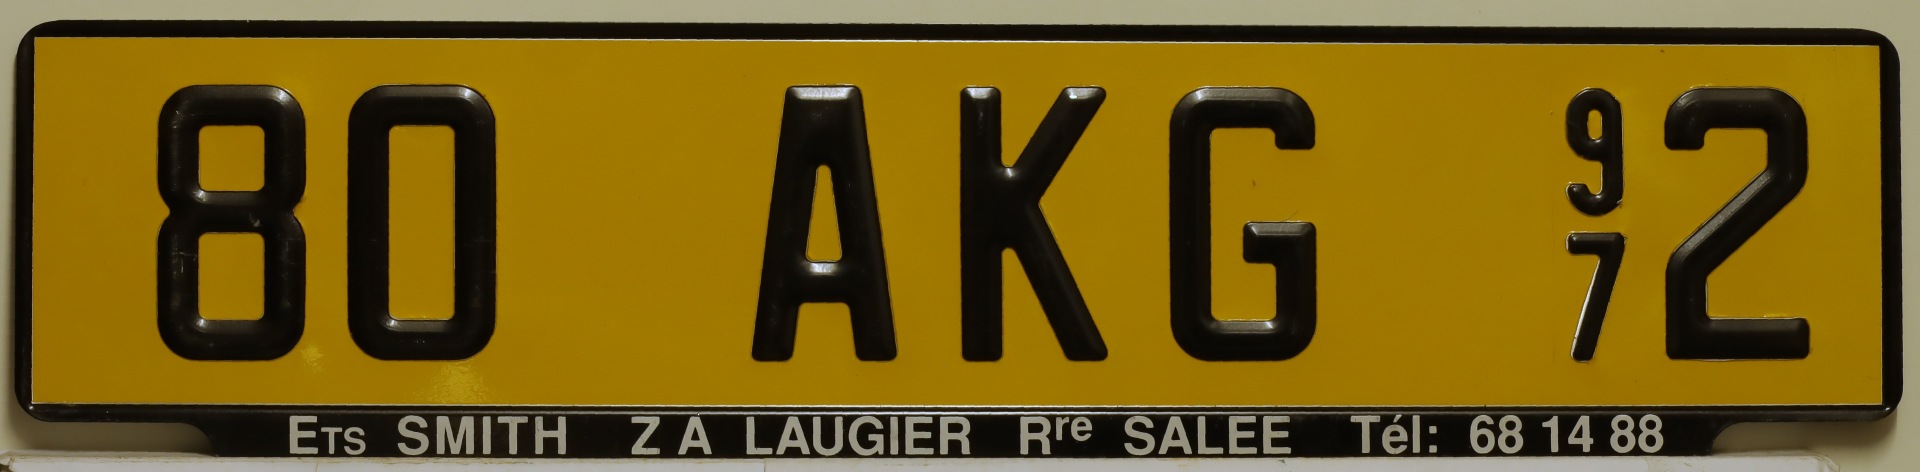 80 AKG 972
Ets SMITH Z A LAUGIER Rre SALEE Tél: 68 14 88